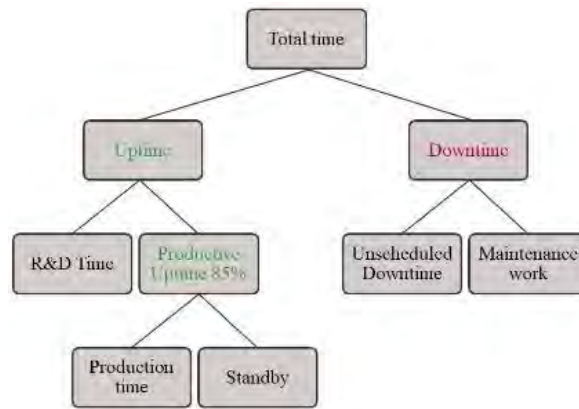 Total time
Uptime
Downtime
R&D Time
Productive
Uptime 85%
Unscheduled
Downtime
Maintenance
work
Production
time
Standby